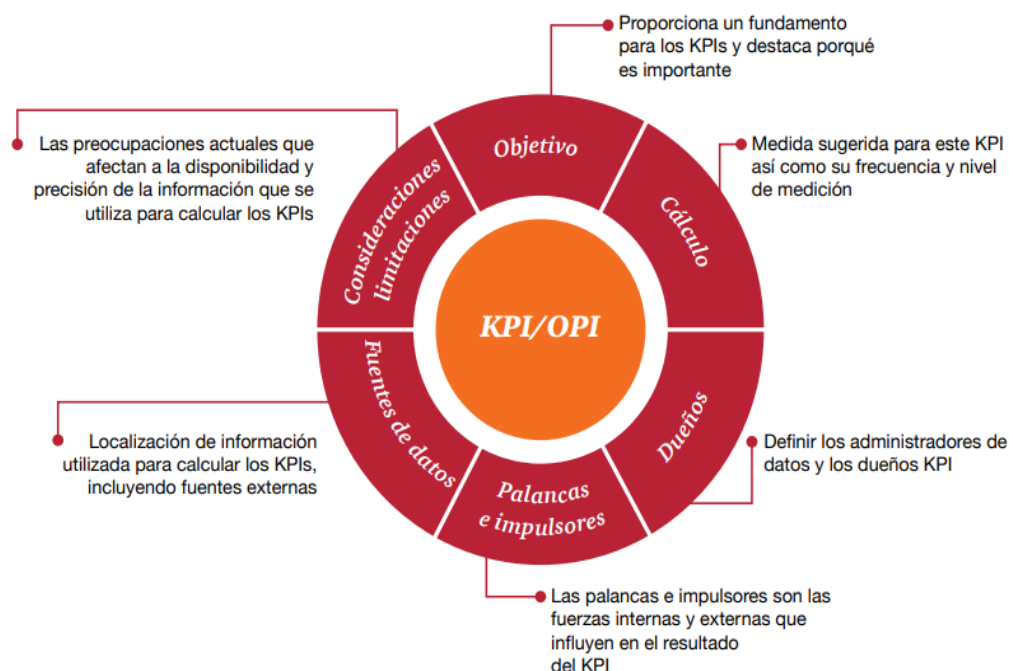 Proporciona un fundamento
para los KPIs y destaca porqué
es importante
Objetivo
Medida sugerida para este KPI
así como su frecuencia y nivel
de medición
Cálculo
Definir los administradores de
datos y los dueños KPI
Dueños
Las palancas e impulsores son las
fuerzas internas y externas que
influyen en el resultado
del KPI
Palancas
e impulsores
Localización de información
utilizada para calcular los KPIs,
incluyendo fuentes externas
Fuentes de datos
Las preocupaciones actuales que
afectan a la disponibilidad y
precisión de la información que se
utiliza para calcular los KPIs
Consideraciones
limitaciones
KPI/OPI